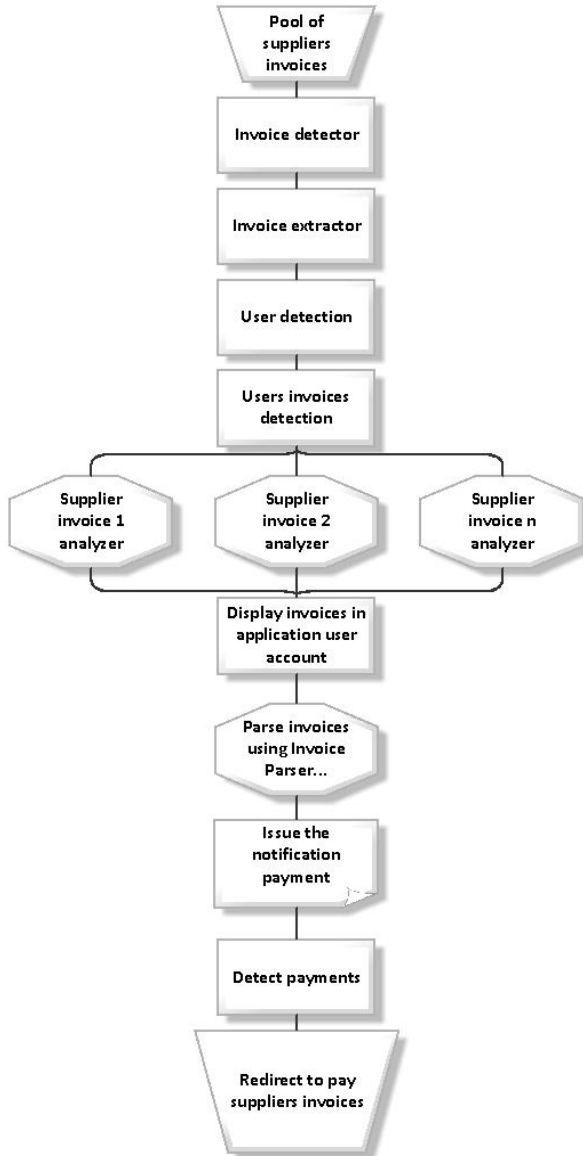 Pool of
suppliers
invoices
Invoice detector
Invoice extractor
User detection
Users invoices
detection
Supplier
invoice 1
analyzer
Supplier
invoice 2
analyzer
Supplier
invoice n
analyzer
Display invoices in
application user
account
Parse invoices
using Invoice
Parser...
Issue the
notification
payment
Detect payments
Redirect to pay
suppliers invoices